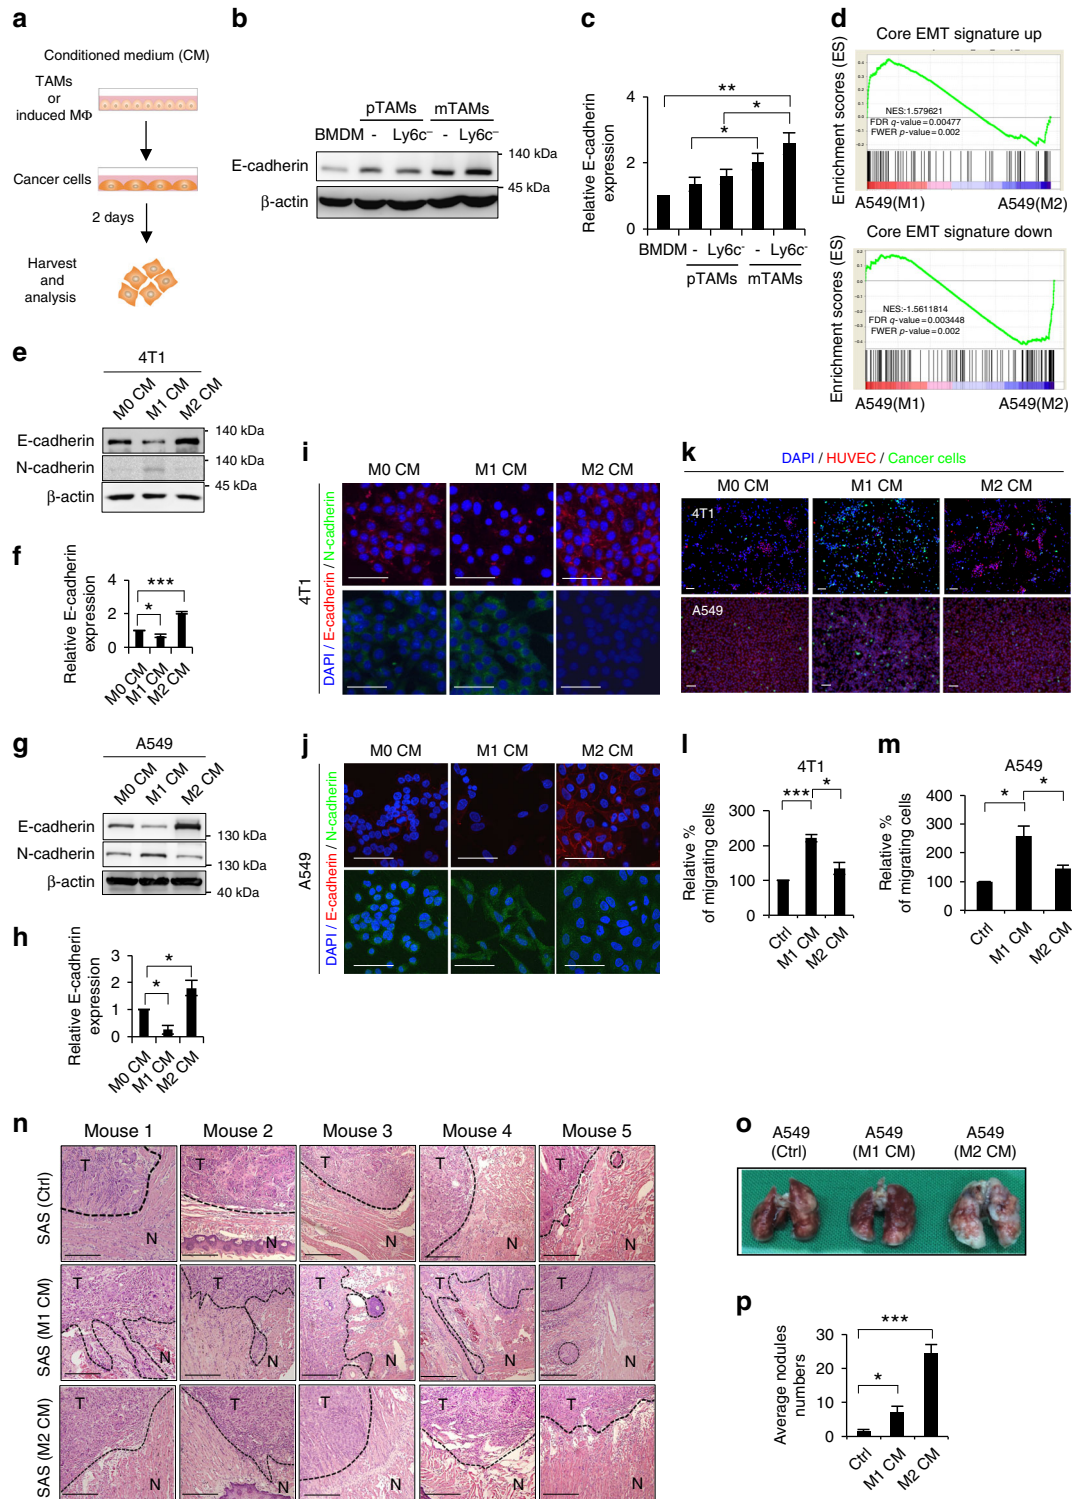 a
Conditioned medium (CM)
TAMs
or
induced MΦ
Cancer cells
2 days
Harvest
and
analysis
b
pTAMs mTAMs
BMDM - Ly6c⁻ - Ly6c⁻
E-cadherin
140 kDa
45 kDa
β-actin
c
Relative E-cadherin
expression
4
2
0
**
*
*
BMDM - Ly6c⁻ - Ly6c⁻
pTAMs mTAMs
d
Core EMT signature up
Enrichment scores (ES)
NES:1.579621
FDR q-value=0.00477
FWER p-value=0.002
A549(M1) A549(M2)
Core EMT signature down
Enrichment scores (ES)
NES:-1.5611814
FDR q-value=0.003448
FWER p-value=0.002
A549(M1) A549(M2)
e
4T1
M0 CM M1 CM M2 CM
E-cadherin
140 kDa
N-cadherin
140 kDa
45 kDa
β-actin
f
Relative E-cadherin
expression
4
2
0
***
*
M0 CM M1 CM M2 CM
g
A549
M0 CM M1 CM M2 CM
E-cadherin
130 kDa
N-cadherin
130 kDa
β-actin
40 kDa
h
Relative E-cadherin
expression
3
2
1
0
*
*
M0 CM M1 CM M2 CM
i
M0 CM M1 CM M2 CM
4T1
DAPI / E-cadherin / N-cadherin
j
M0 CM M1 CM M2 CM
A549
DAPI / E-cadherin / N-cadherin
k
DAPI / HUVEC / Cancer cells
M0 CM M1 CM M2 CM
4T1
A549
l
4T1
Relative %
of migrating cells
300
200
100
0
***
*
Ctrl M1 CM M2 CM
m
A549
Relative %
of migrating cells
400
300
200
100
0
*
*
Ctrl M1 CM M2 CM
n
Mouse 1 Mouse 2 Mouse 3 Mouse 4 Mouse 5
SAS (Ctrl)
T T T T T
N N N N N
SAS (M1 CM)
T T T T T
N N N N N
SAS (M2 CM)
T T T T T
N N N N N
o
A549 A549 A549
(Ctrl) (M1 CM) (M2 CM)
p
Average nodules
numbers
30
20
10
0
***
*
Ctrl M1 CM M2 CM